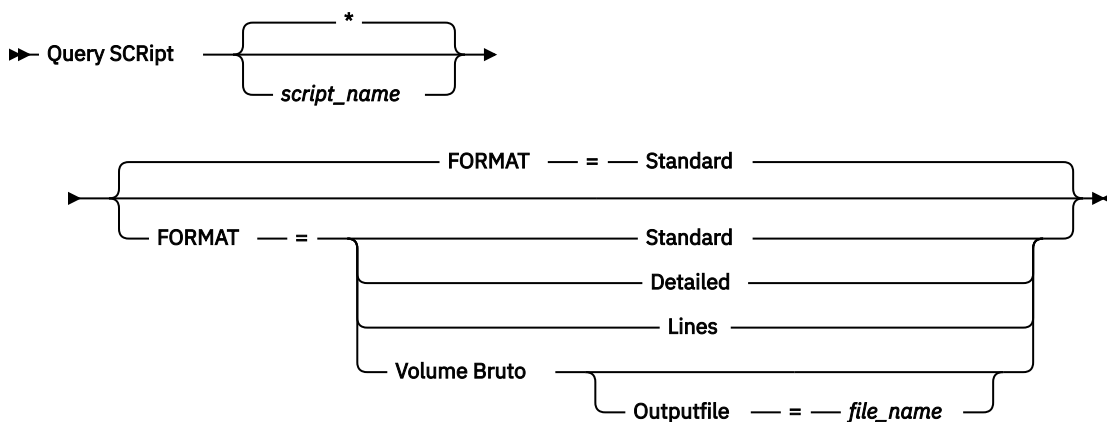 *
Query SCRipt
script_name
FORMAT = Standard
FORMAT = Standard
Detailed
Lines
Volume Bruto
Outputfile = file_name